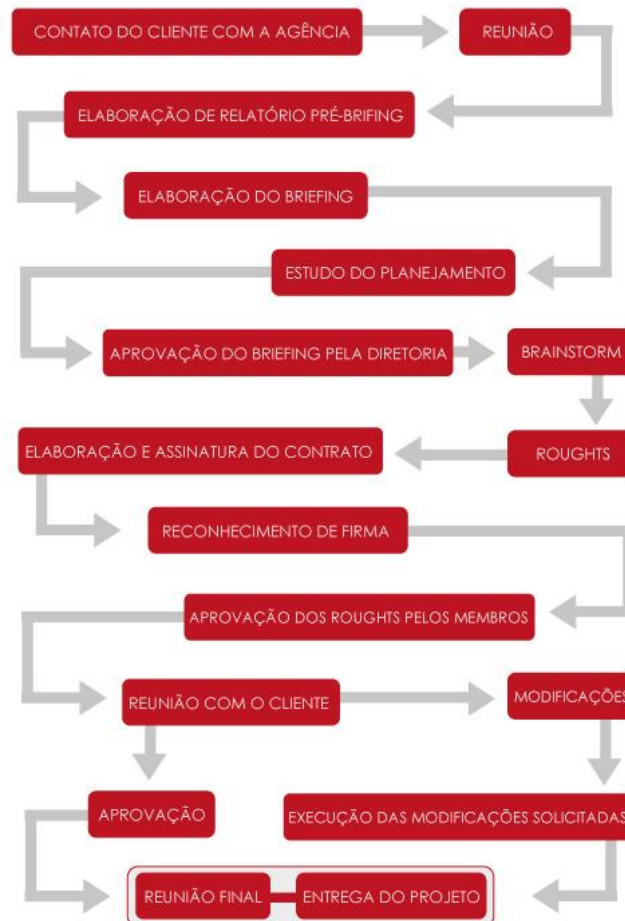 CONTATO DO CLIENTE COM A AGÊNCIA
REUNIÃO
ELABORAÇÃO DE RELATÓRIO PRÉ-BRIFING
ELABORAÇÃO DO BRIEFING
ESTUDO DO PLANEJAMENTO
APROVAÇÃO DO BRIEFING PELA DIRETORIA
BRAINSTORM
ROUGHTS
ELABORAÇÃO E ASSINATURA DO CONTRATO
RECONHECIMENTO DE FIRMA
APROVAÇÃO DOS ROUGHTS PELOS MEMBROS
REUNIÃO COM O CLIENTE
MODIFICAÇÕES
APROVAÇÃO
EXECUÇÃO DAS MODIFICAÇÕES SOLICITADAS
REUNIÃO FINAL
ENTREGA DO PROJETO